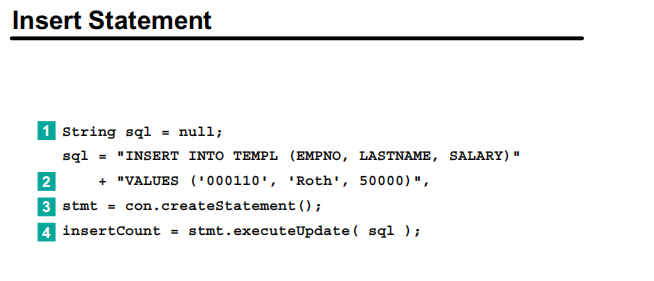 Insert Statement
1 String sql = null;
sql = "INSERT INTO TEMPL (EMPNO, LASTNAME, SALARY)"
2 + "VALUES ('000110', 'Roth', 50000)",
3 stmt = con.createStatement();
4 insertCount = stmt.executeUpdate( sql );